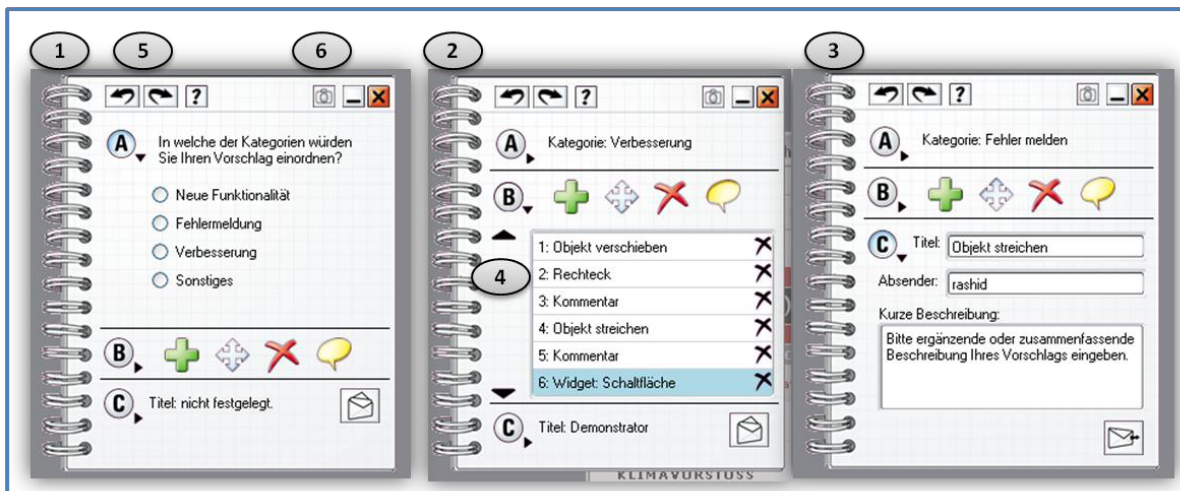 1
5
6
?
A
In welche der Kategorien würden
Sie Ihren Vorschlag einordnen?
Neue Funktionalität
Fehlermeldung
Verbesserung
Sonstiges
B
C
Titel: nicht festgelegt.
2
?
A
Kategorie: Verbesserung
B
4
1: Objekt verschieben
2: Rechteck
3: Kommentar
4: Objekt streichen
5: Kommentar
6: Widget: Schaltfläche
C
Titel: Demonstrator
KLIMAVORSTOSS
3
?
A
Kategorie: Fehler melden
B
C
Titel:
Objekt streichen
Absender:
rashid
Kurze Beschreibung:
Bitte ergänzende oder zusammenfassende
Beschreibung Ihres Vorschlags eingeben.